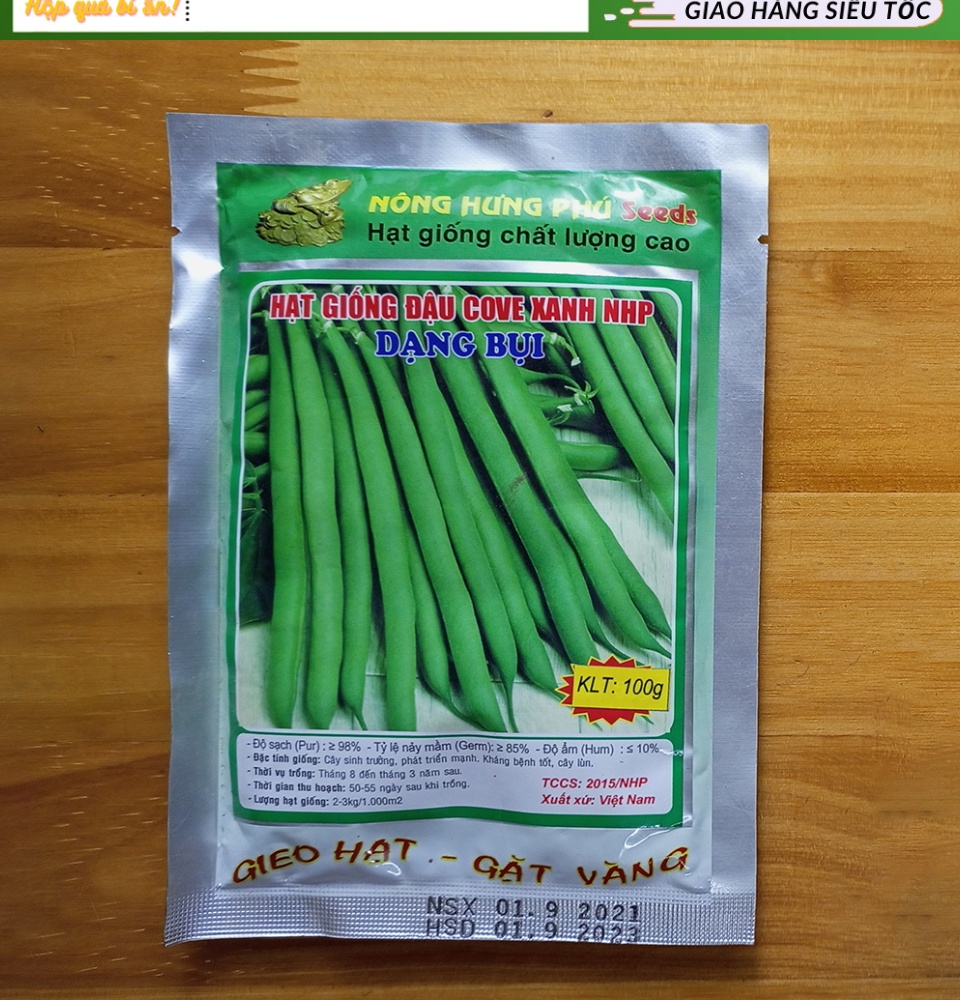 Hộp quà bí ẩn!
GIAO HÀNG SIÊU TỐC
NÔNG HƯNG PHÚ Seeds
Hạt giống chất lượng cao
HẠT GIỐNG ĐẬU COVE XANH NHP
DẠNG BỤI
KLT: 100g
- Độ sạch (Pur) : ≥ 98% - Tỷ lệ nảy mầm (Germ): ≥ 85% - Độ ẩm (Hum) : ≤ 10%
- Đặc tính giống: Cây sinh trưởng, phát triển mạnh. Kháng bệnh tốt, cây lùn.
- Thời vụ trồng: Tháng 8 đến tháng 3 năm sau.
- Thời gian thu hoạch: 50-55 ngày sau khi trồng.
- Lượng hạt giống: 2-3kg/1.000m2
TCCS: 2015/NHP
Xuất xứ: Việt Nam
GIEO HẠT - GẶT VÀNG
NSX 01.9 2021
HSD 01.9 2023